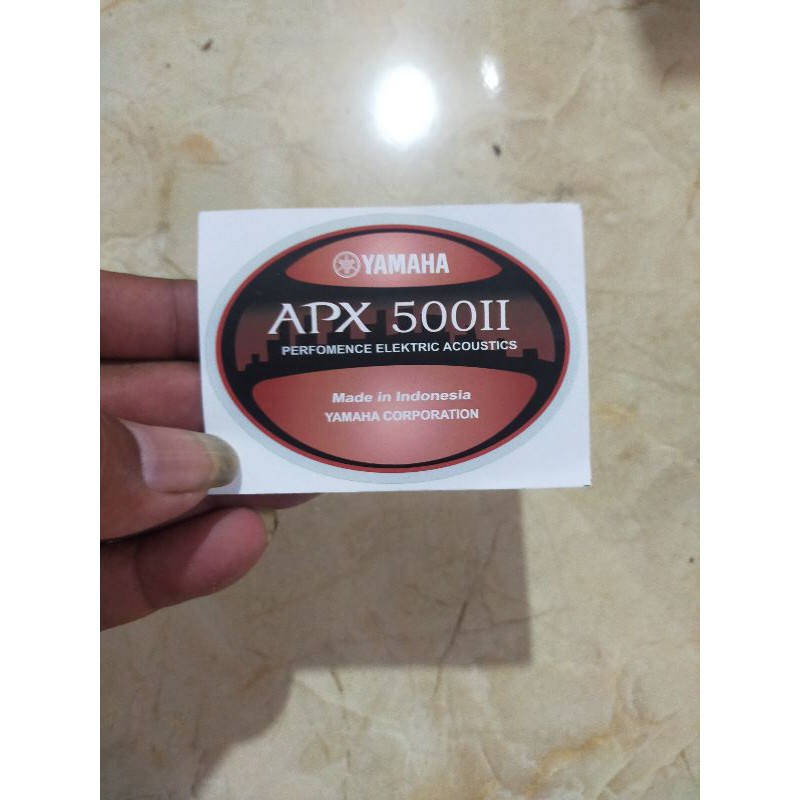 YAMAHA
APX 500II
PERFOMENCE ELEKTRIC ACOUSTICS
Made in Indonesia
YAMAHA CORPORATION